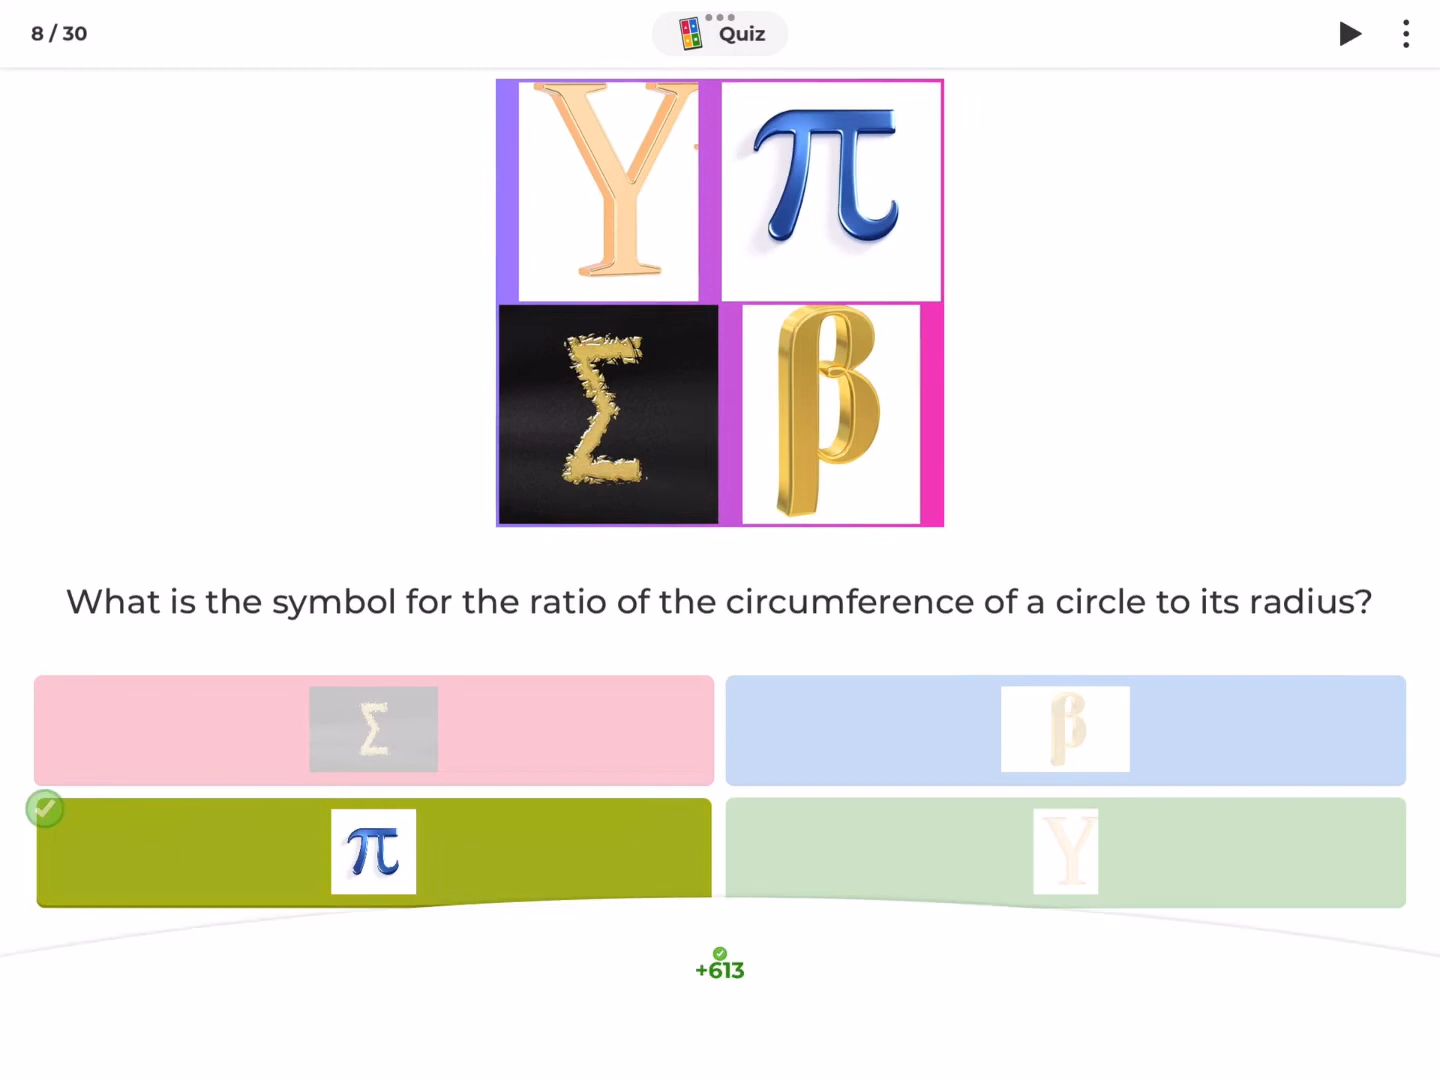 8 / 30
Quiz
Υ π
Σ β
What is the symbol for the ratio of the circumference of a circle to its radius?
Σ
β
π
Υ
+613